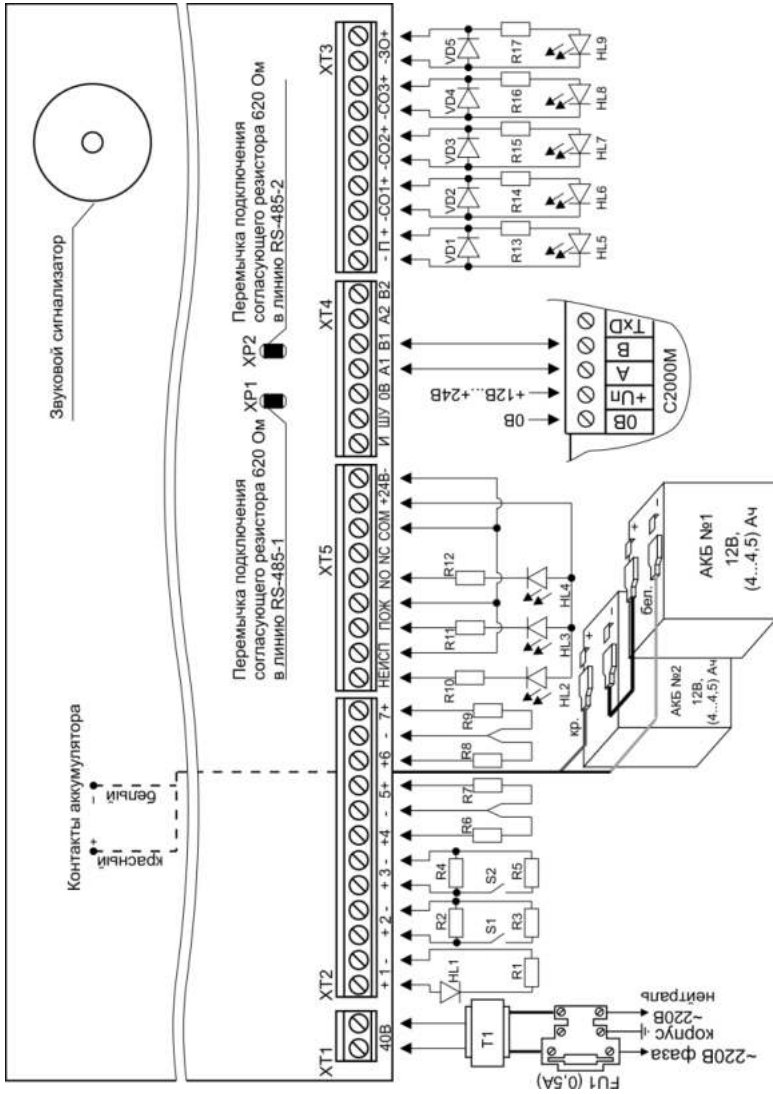 Звуковой сигнализатор
Контакты аккумулятора
+
–
красный
белый
Перемычка подключения
согласующего резистора 620 Ом
в линию RS-485-1
Перемычка подключения
согласующего резистора 620 Ом
в линию RS-485-2
XP1
XP2
XT1
40В
XT2
+ 1 -
+ 2 -
+ 3 -
+4
-
5+
+6
-
7+
XT5
НЕИСП
ПОЖ
NO
NC
COM
+24В-
XT4
И
ШУ
0В
A1
B1
A2
B2
XT3
- П +
-СО1+
-СО2+
-СО3+
-ЗО+
T1
FU1 (0,5А)
~220В фаза
корпус
~220В
нейтраль
HL1
R1
R2
S1
R3
R4
S2
R5
R6
R7
R8
R9
R10
R11
R12
HL2
HL3
HL4
кр.
бел.
+
–
+
–
АКБ №2
12В,
(4...4,5) Ач
АКБ №1
12В,
(4...4,5) Ач
0В
+12В...+24В
0В
+Uп
A
B
TxD
С2000М
VD1
VD2
VD3
VD4
VD5
R13
R14
R15
R16
R17
HL5
HL6
HL7
HL8
HL9